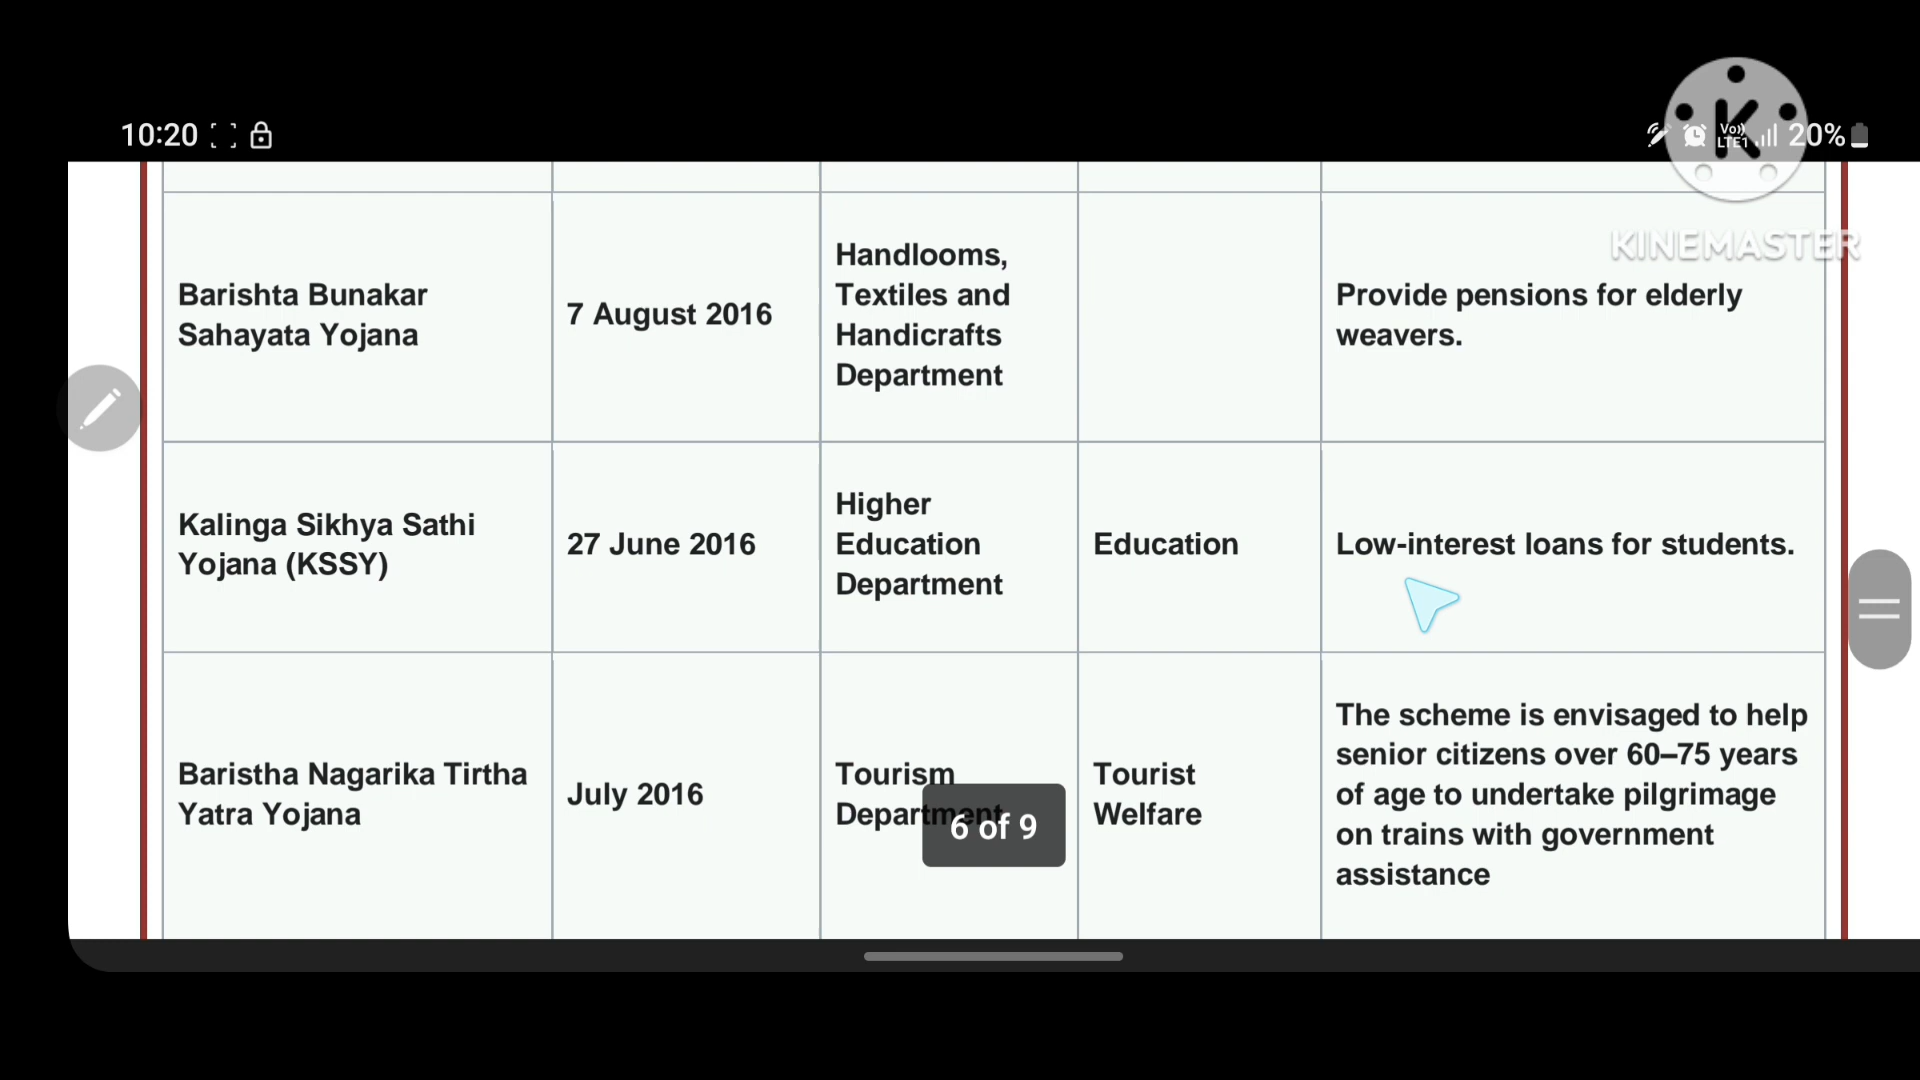 10:20
Vo))
LTE1
20%
K
KINEMASTER
Barishta Bunakar
Sahayata Yojana
7 August 2016
Handlooms,
Textiles and
Handicrafts
Department
Provide pensions for elderly
weavers.
Kalinga Sikhya Sathi
Yojana (KSSY)
27 June 2016
Higher
Education
Department
Education
Low-interest loans for students.
Baristha Nagarika Tirtha
Yatra Yojana
July 2016
Tourism
Department
Tourist
Welfare
The scheme is envisaged to help
senior citizens over 60–75 years
of age to undertake pilgrimage
on trains with government
assistance
6 of 9